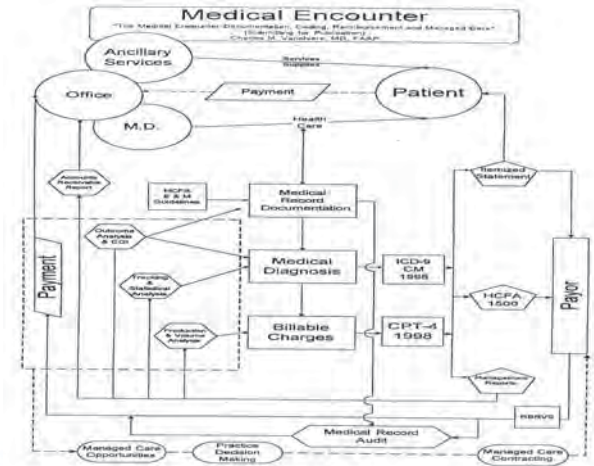 Medical Encounter
"The Medical Encounter-Documentation, Coding, Reimbursement and Managed Care"
(Submitting for Publication)
Charles M. MD, FAAP
Ancillary
Services
Services
Supplies
Office
Payment
Patient
M.D.
Health
Care
Accounts
Receivable
Report
Itemized
Statement
HCFA
E & M
Guidelines
Medical
Record
Documentation
Outcome
Analysis
& CQI
Payment
Medical
Diagnosis
ICD-9
CM
1998
Tracking
& Statistical
Analysis
HCFA
1500
Payor
Production
& Volume
Analysis
Billable
Charges
CPT-4
1998
Management
Reports
RBRVS
Medical Record
Audit
Managed Care
Opportunities
Practice
Decision
Making
Managed Care
Contracting